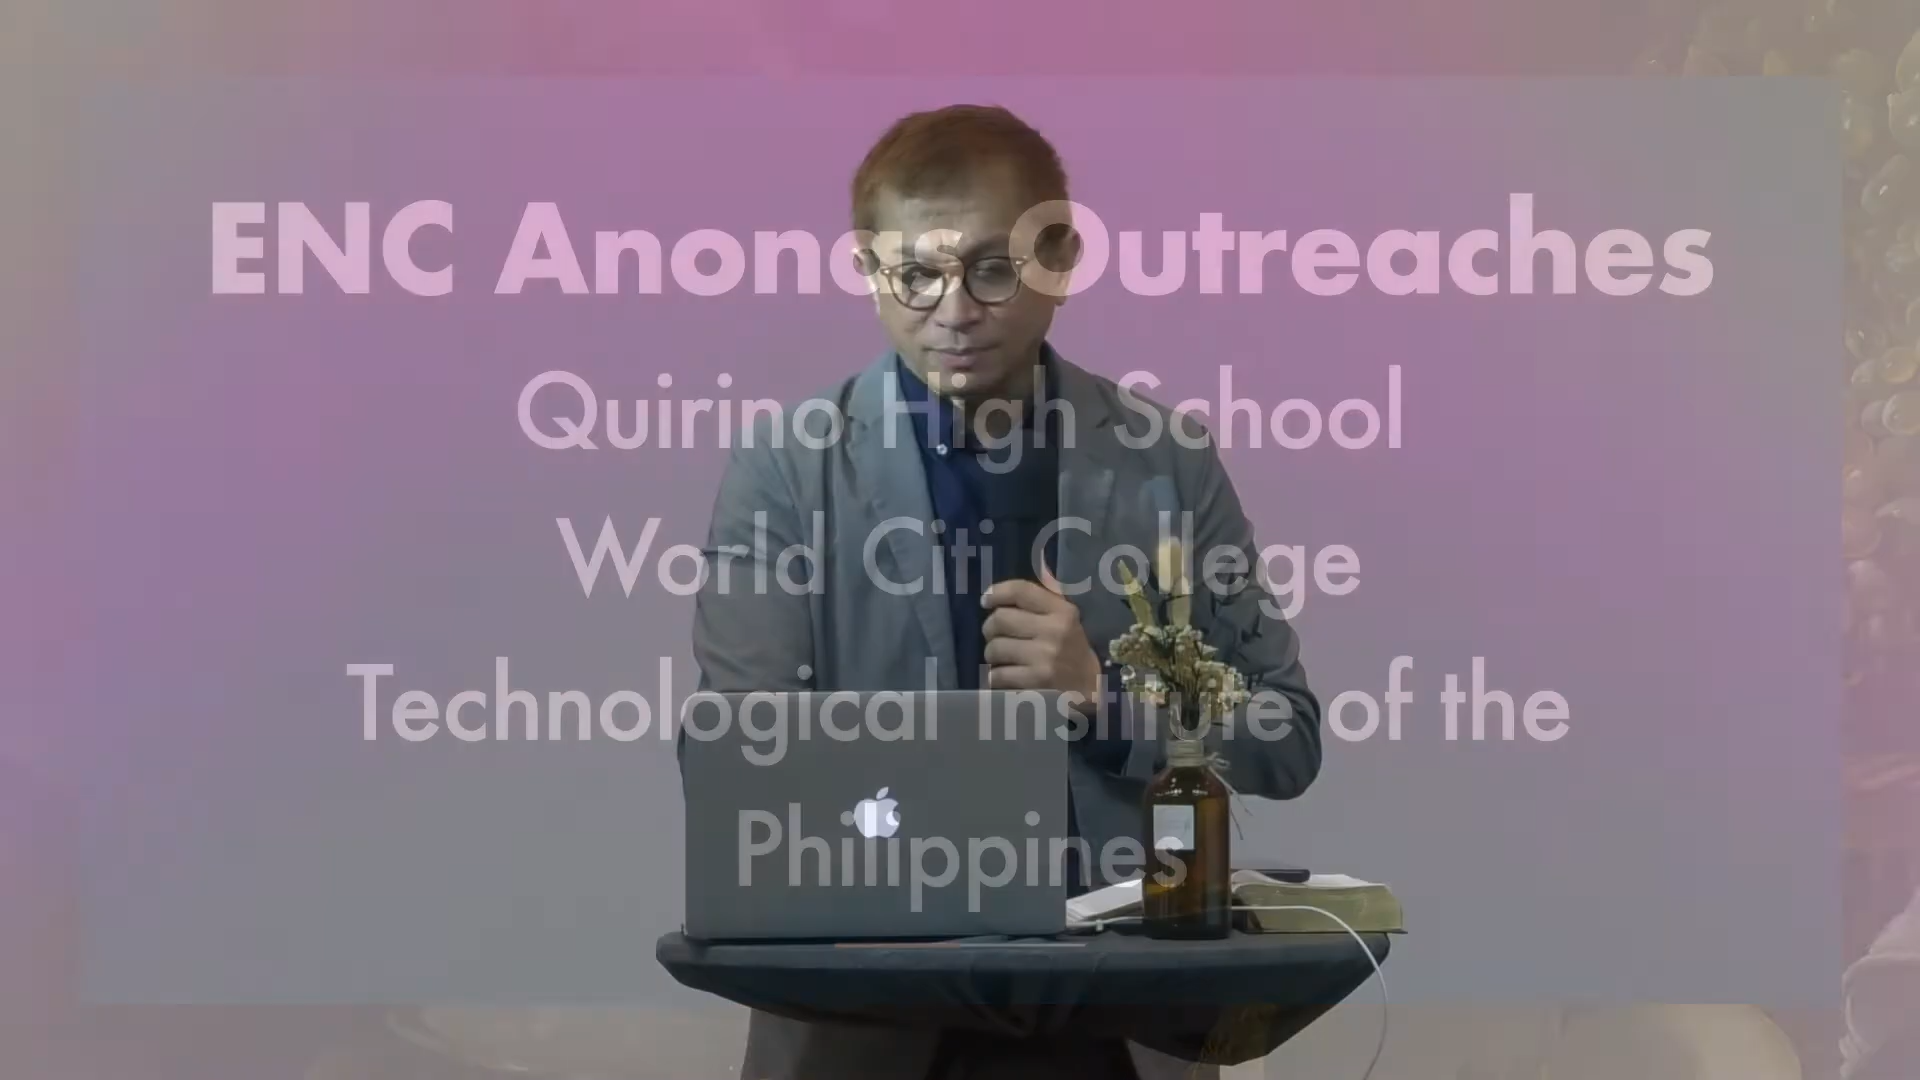 ENC Anonas Outreaches
Quirino High School
World Citi College
Technological Institute of the
Philippines